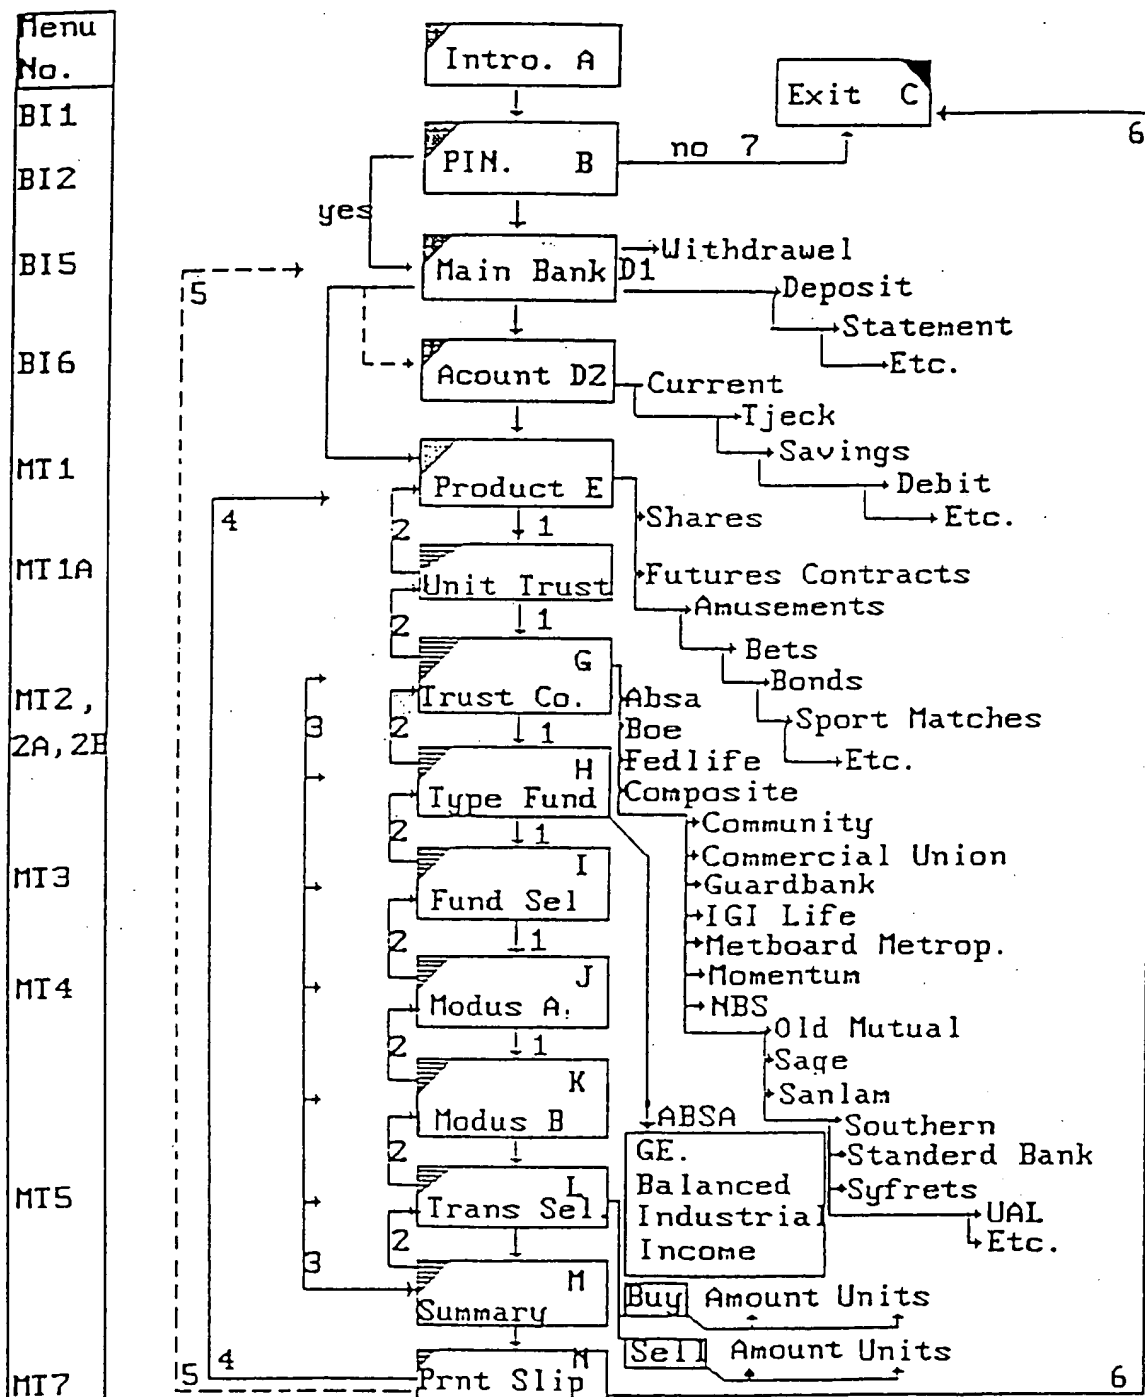 Menu
No.
Intro. A
Exit C
BI1
6
PIN. B
no 7
BI2
yes
Withdrawel
BI5
Main Bank D1
5
Deposit
Statement
BI6
Etc.
Acount D2
Current
Tjeck
Savings
MT1
Product E
Debit
4
Shares
Etc.
2
1
MT1A
Unit Trust
Futures Contracts
Amusements
2
1
Bets
G
Bonds
MT2,
Trust Co.
Absa
Sport Matches
3
2
1
Boe
2A, 2B
H
Fedlife
Etc.
Type Fund
Composite
2
1
Community
Commercial Union
I
MT3
Fund Sel
Guardbank
IGI Life
2
1
Metboard Metrop.
J
Momentum
MT4
Modus A.
NBS
2
1
Old Mutual
Sage
K
Sanlam
Modus B
ABSA
Southern
2
GE.
Standerd Bank
L
Balanced
Syfrets
MT5
Trans Sel.
Industrial
UAL
2
Income
Etc.
3
M
Buy Amount Units
Summary
Sell Amount Units
4
N
5
6
MT7
Prnt Slip